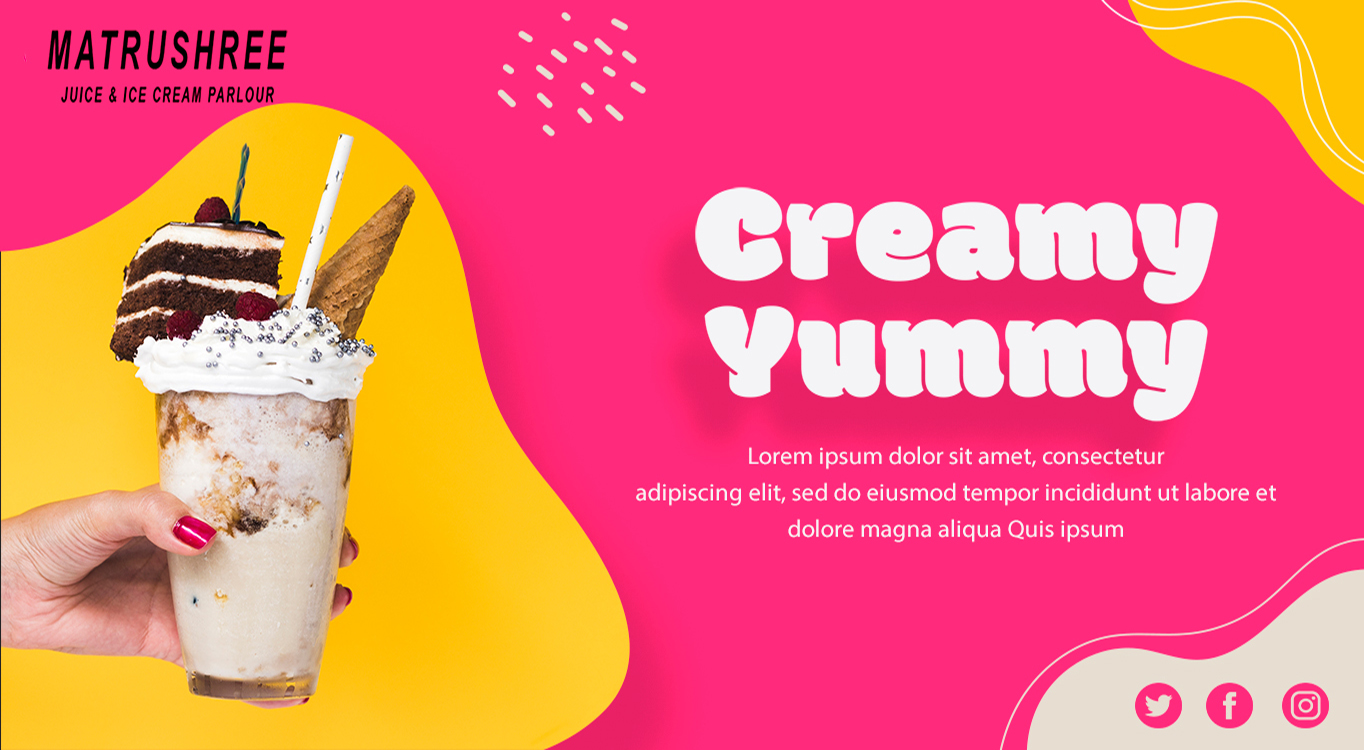 MATRUSHREE
JUICE & ICE CREAM PARLOUR
Creamy
Yummy
Lorem ipsum dolor sit amet, consectetur
adipiscing elit, sed do eiusmod tempor incididunt ut labore et
dolore magna aliqua Quis ipsum